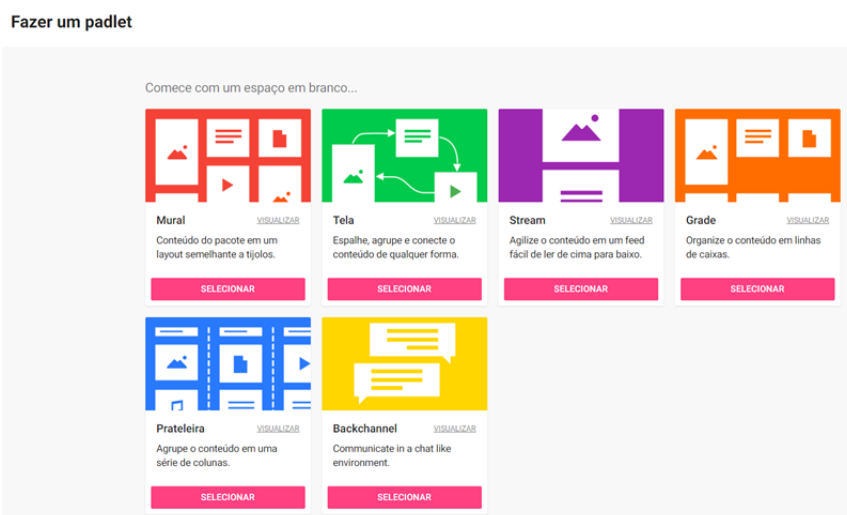 Fazer um padlet
Comece com um espaço em branco...
Mural VISUALIZAR
Conteúdo do pacote em um
layout semelhante a tijolos.
SELECIONAR
Tela VISUALIZAR
Espalhe, agrupe e conecte o
conteúdo de qualquer forma.
SELECIONAR
Stream VISUALIZAR
Agilize o conteúdo em um feed
fácil de ler de cima para baixo.
SELECIONAR
Grade VISUALIZAR
Organize o conteúdo em linhas
de caixas.
SELECIONAR
Prateleira VISUALIZAR
Agrupe o conteúdo em uma
série de colunas.
SELECIONAR
Backchannel VISUALIZAR
Communicate in a chat like
environment.
SELECIONAR